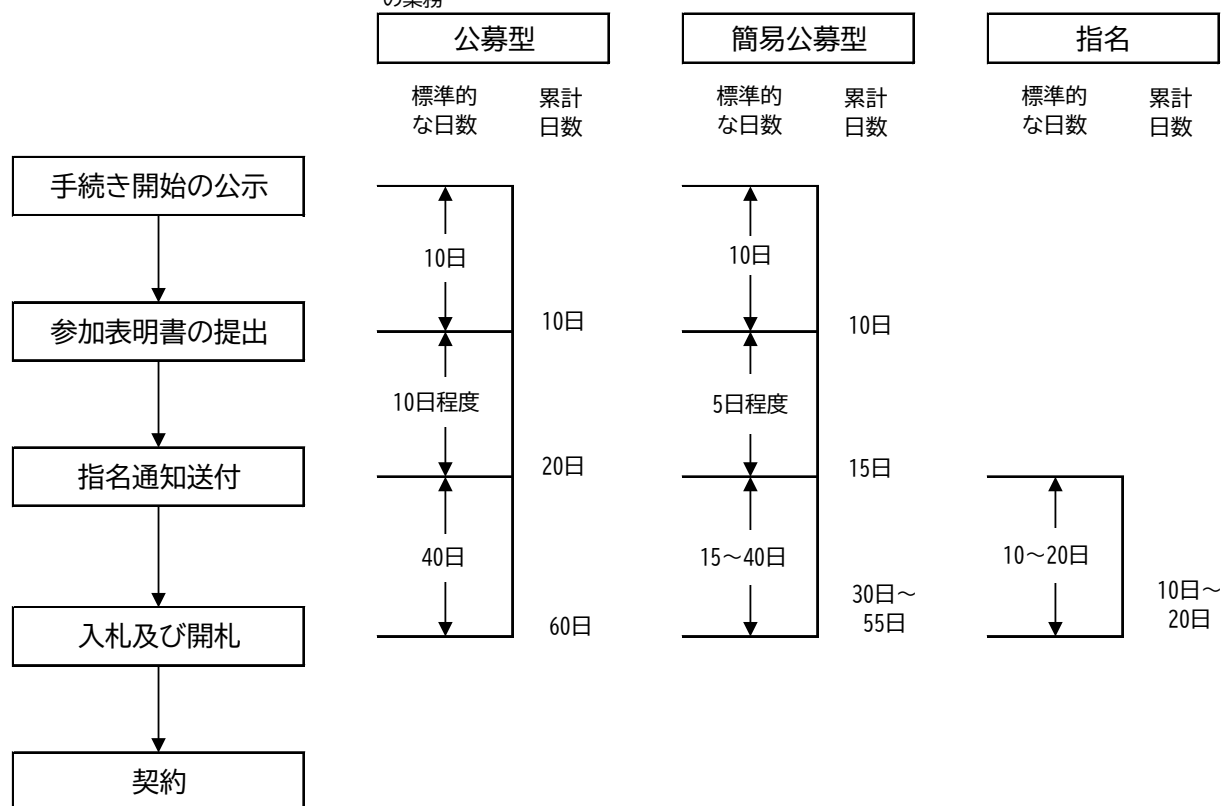 の業務
公募型
簡易公募型
指名
標準的
な日数
累計
日数
標準的
な日数
累計
日数
標準的
な日数
累計
日数
手続き開始の公示
10日
10日
参加表明書の提出
10日
10日
10日程度
5日程度
指名通知送付
20日
15日
40日
15～40日
10～20日
入札及び開札
60日
30日～
55日
10日～
20日
契約